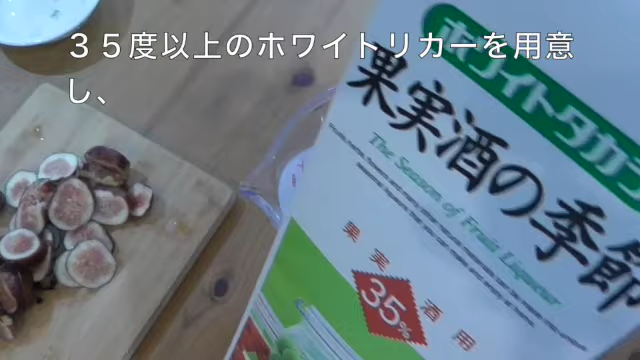 ３５度以上のホワイトリカーを用意
し、
ホワイトタカラ
果実酒の季節
The Season of Fruit Liqueur
果実酒用
35%